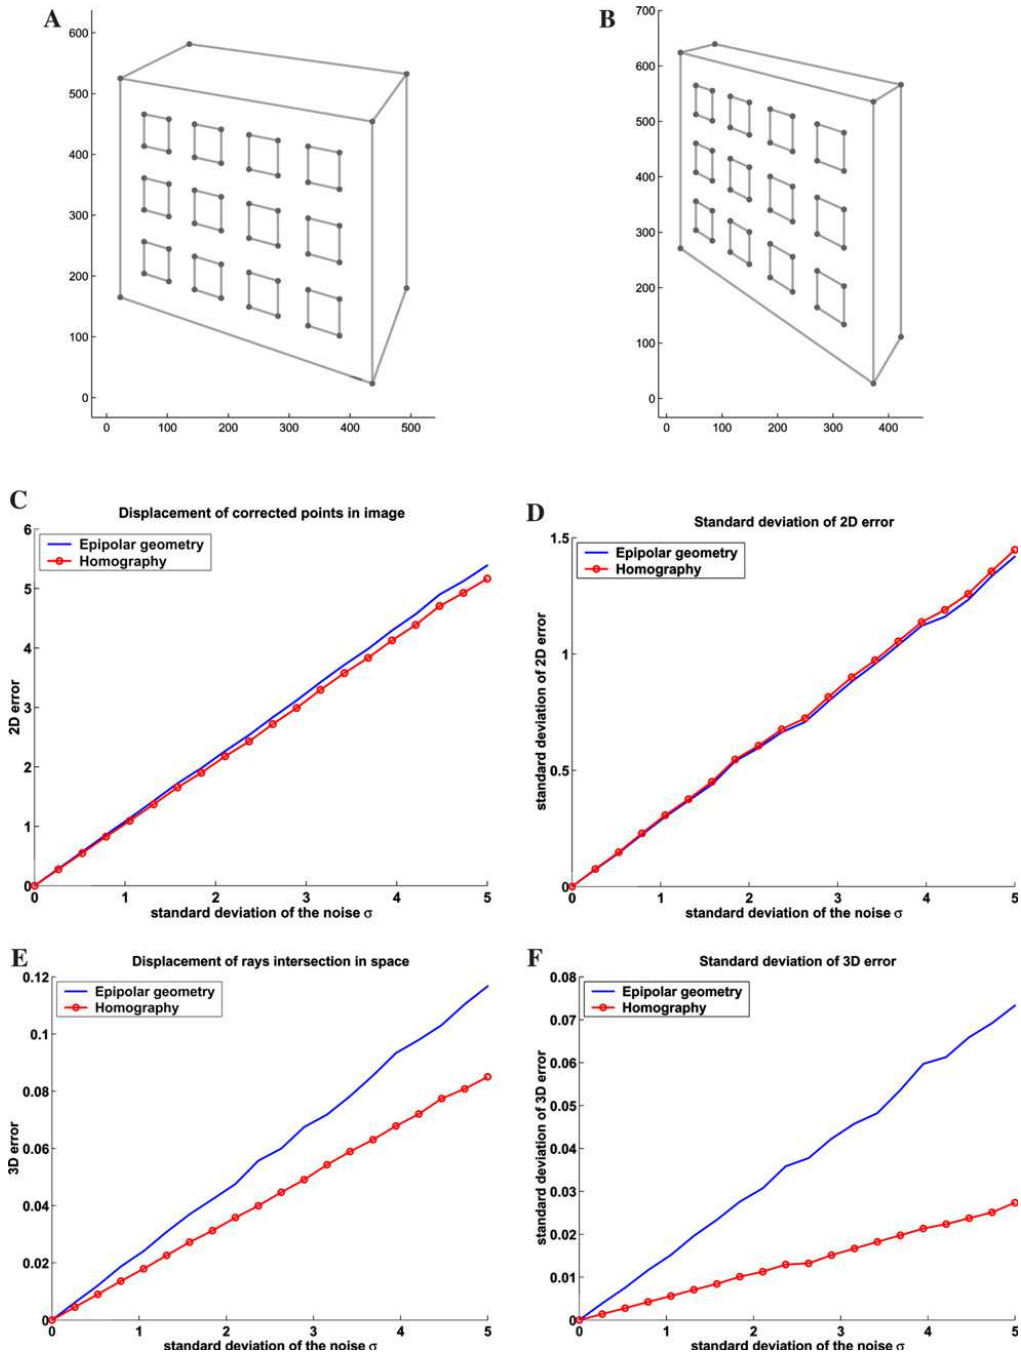 A
600
500
400
300
200
100
0
0 100 200 300 400 500
B
700
600
500
400
300
200
100
0
0 100 200 300 400
C
Displacement of corrected points in image
6
5
4
3
2
1
0
2D error
Epipolar geometry
Homography
0 1 2 3 4 5
standard deviation of the noise σ
D
Standard deviation of 2D error
1.5
1
0.5
0
standard deviation of 2D error
Epipolar geometry
Homography
0 1 2 3 4 5
standard deviation of the noise σ
E
Displacement of rays intersection in space
0.12
0.1
0.08
0.06
0.04
0.02
0
3D error
Epipolar geometry
Homography
0 1 2 3 4 5
standard deviation of the noise σ
F
Standard deviation of 3D error
0.08
0.07
0.06
0.05
0.04
0.03
0.02
0.01
0
standard deviation of 3D error
Epipolar geometry
Homography
0 1 2 3 4 5
standard deviation of the noise σ